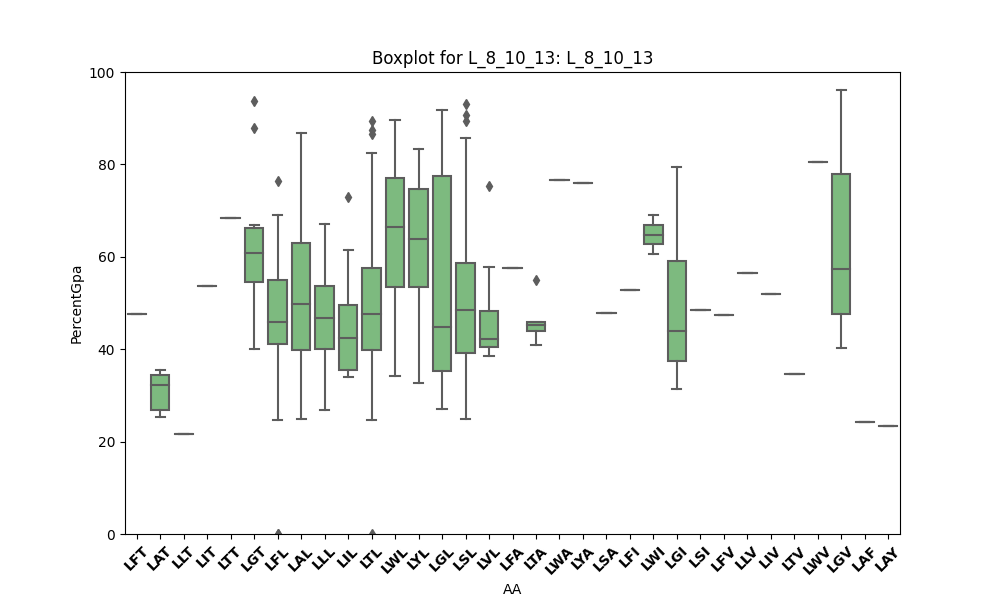 Boxplot for L_8_10_13: L_8_10_13
100
80
60
40
20
0
PercentGpa
LFT LAT LLT LIT LTT LGT LFL LAL LLL LIL LTL LWL LYL LGL LSL LVL LFA LTA LWA LYA LSA LFI LWI LGI LSI LFV LLV LIV LTV LWV LGV LAF LAY
AA